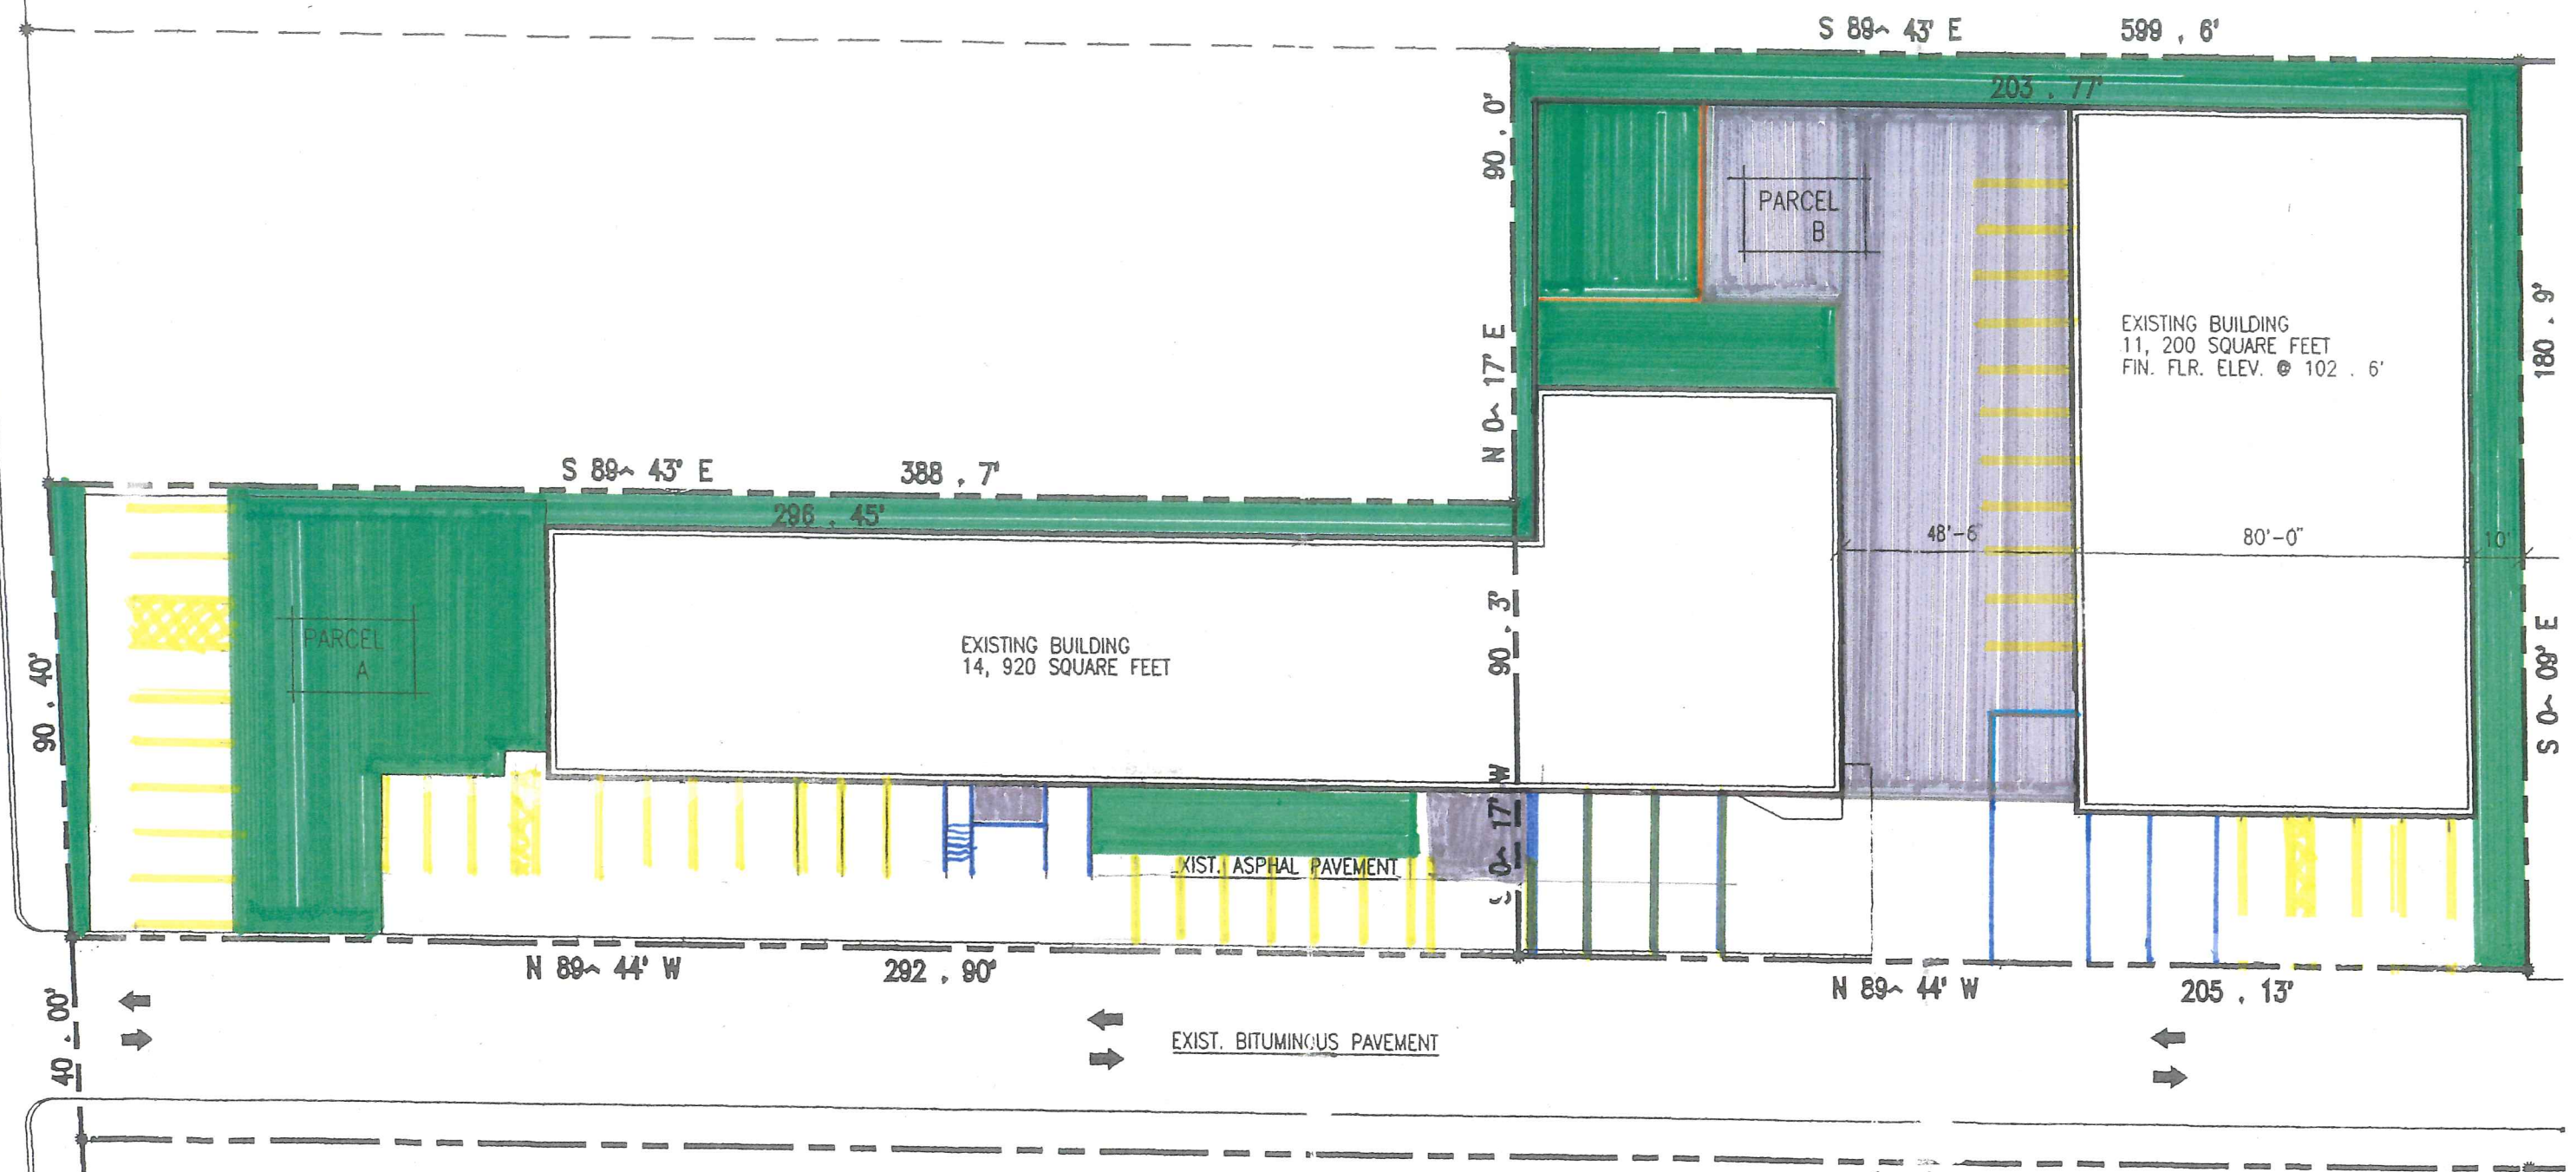 S 89~ 43' E 599 . 6'
203 . 77'
90 . 0'
N 0~ 17' E
PARCEL
B
EXISTING BUILDING
11, 200 SQUARE FEET
FIN. FLR. ELEV. @ 102 . 6'
180 . 9'
S 0~ 09' E
S 89~ 43' E 388 . 7'
296 . 45'
48'-6"
80'-0"
10'
PARCEL
A
90 . 40'
EXISTING BUILDING
14, 920 SQUARE FEET
90 . 3'
S 0~ 17' W
XIST. ASPHAL PAVEMENT
N 89~ 44' W 292 . 90'
N 89~ 44' W 205 . 13'
40 . 00'
EXIST. BITUMINOUS PAVEMENT